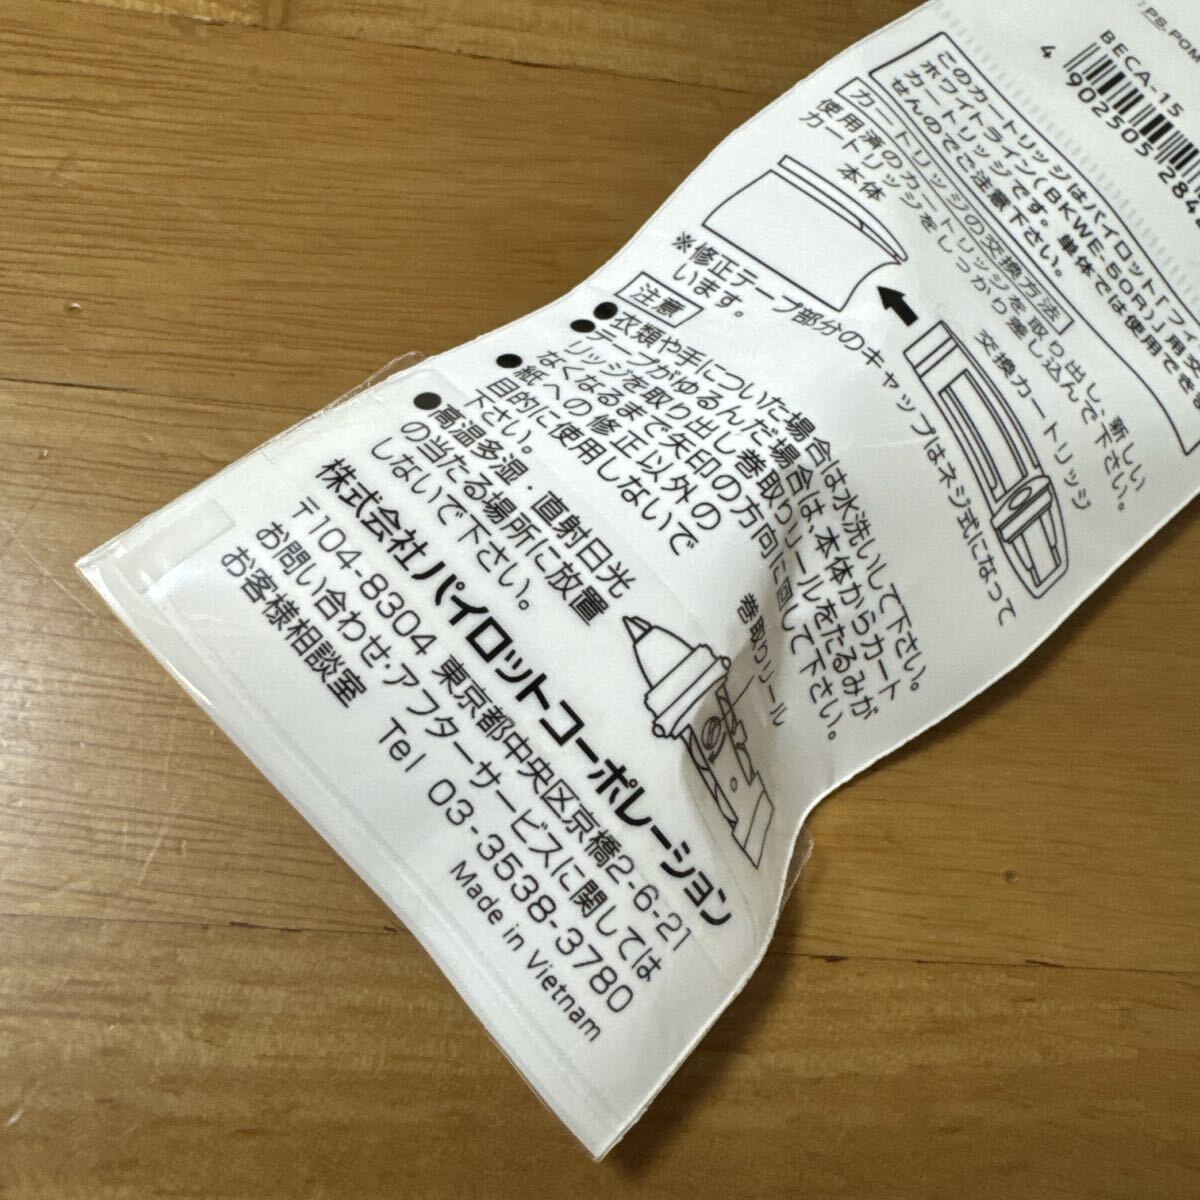 PS,POM
BECA-15
4 902505 284
このカートリッジはパイロット「フィ
ホワイトライン(BKWE-50R)」用交
カートリッジです。単体では使用でき
せんのでご注意下さい。
カートリッジの交換方法
使用済のカートリッジを取り出し、新しい
カートリッジをしっかり差し込んで下さい。
本体
交換カートリッジ
※修正テープ部分のキャップはネジ式になって
います。
注意
●衣類や手についた場合は水洗いして下さい。
●テープがゆるんだ場合は、本体からカート
リッジを取り出し巻取りリールをたるみが
なくなるまで矢印の方向に回して下さい。
●紙への修正以外の
目的に使用しないで
下さい。
●高温多湿・直射日光
の当たる場所に放置
しないで下さい。
巻取りリール
株式会社パイロットコーポレーション
〒104-8304 東京都中央区京橋2-6-21
お問い合わせ・アフターサービスに関しては
お客様相談室 Tel 03-3538-3780
Made in Vietnam